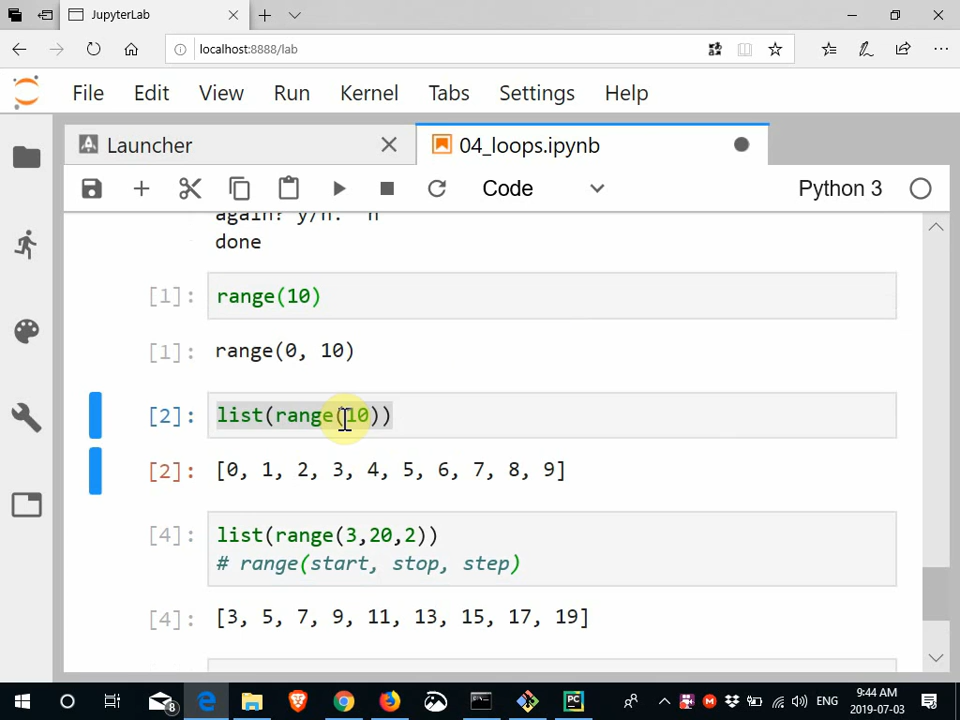 JupyterLab
localhost:8888/lab
File Edit View Run Kernel Tabs Settings Help
Launcher
04_loops.ipynb
Code
Python 3
again? y/n:  n
done
[1]: range(10)
[1]: range(0, 10)
[2]: list(range(10))
[2]: [0, 1, 2, 3, 4, 5, 6, 7, 8, 9]
[4]: list(range(3,20,2))
# range(start, stop, step)
[4]: [3, 5, 7, 9, 11, 13, 15, 17, 19]
8
PC
ENG
9:44 AM
2019-07-03